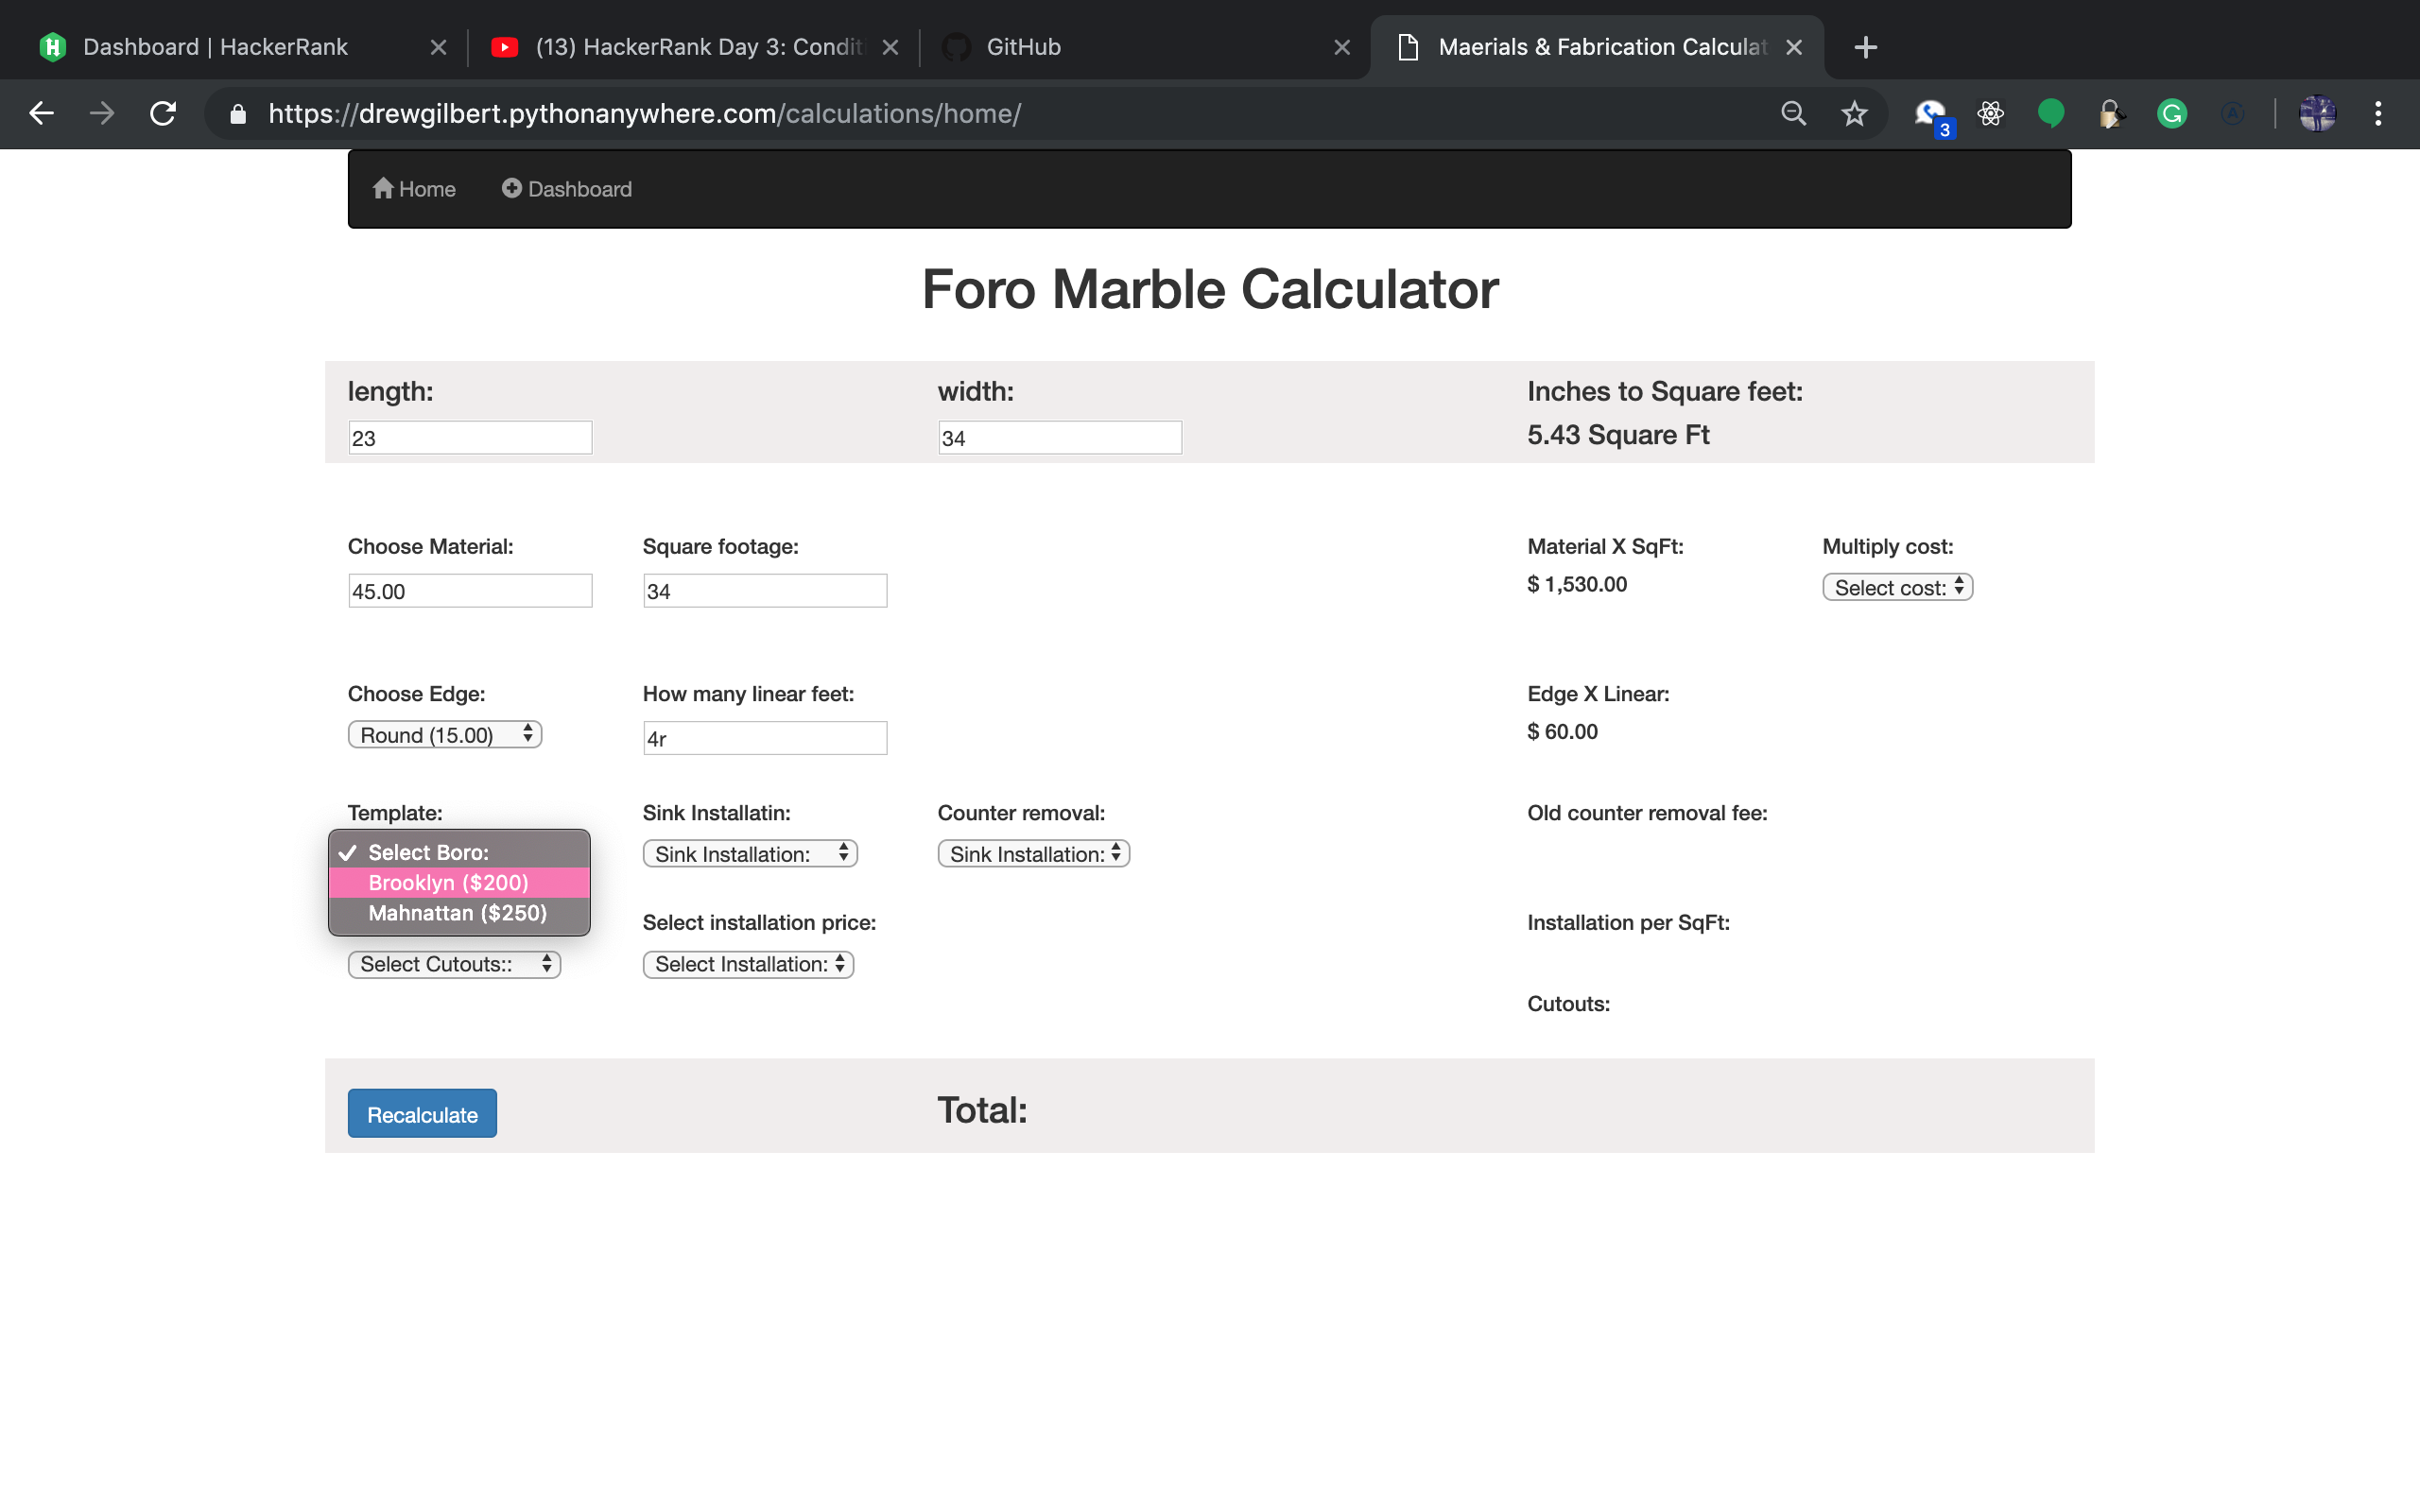 Dashboard | HackerRank
(13) HackerRank Day 3: Condit
GitHub
Maerials & Fabrication Calculat
https://drewgilbert.pythonanywhere.com/calculations/home/
3
Home Dashboard
Foro Marble Calculator
length: width: Inches to Square feet:
23 34 5.43 Square Ft
Choose Material: Square footage: Material X SqFt: Multiply cost:
45.00 34 $ 1,530.00 Select cost:
Choose Edge: How many linear feet: Edge X Linear:
Round (15.00) 4r $ 60.00
Template: Sink Installatin: Counter removal: Old counter removal fee:
✓ Select Boro: Sink Installation: Sink Installation:
Brooklyn ($200)
Mahnattan ($250) Select installation price: Installation per SqFt:
Select Cutouts:: Select Installation:
Cutouts:
Recalculate Total: